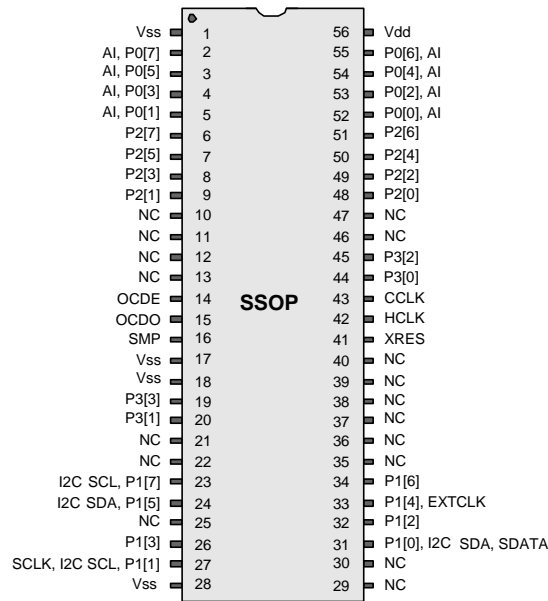 Vss 1 56 Vdd
AI, P0[7] 2 55 P0[6], AI
AI, P0[5] 3 54 P0[4], AI
AI, P0[3] 4 53 P0[2], AI
AI, P0[1] 5 52 P0[0], AI
P2[7] 6 51 P2[6]
P2[5] 7 50 P2[4]
P2[3] 8 49 P2[2]
P2[1] 9 48 P2[0]
NC 10 47 NC
NC 11 46 NC
NC 12 45 P3[2]
NC 13 44 P3[0]
OCDE 14 SSOP 43 CCLK
OCDO 15 42 HCLK
SMP 16 41 XRES
Vss 17 40 NC
Vss 18 39 NC
P3[3] 19 38 NC
P3[1] 20 37 NC
NC 21 36 NC
NC 22 35 NC
I2C SCL, P1[7] 23 34 P1[6]
I2C SDA, P1[5] 24 33 P1[4], EXTCLK
NC 25 32 P1[2]
P1[3] 26 31 P1[0], I2C SDA, SDATA
SCLK, I2C SCL, P1[1] 27 30 NC
Vss 28 29 NC